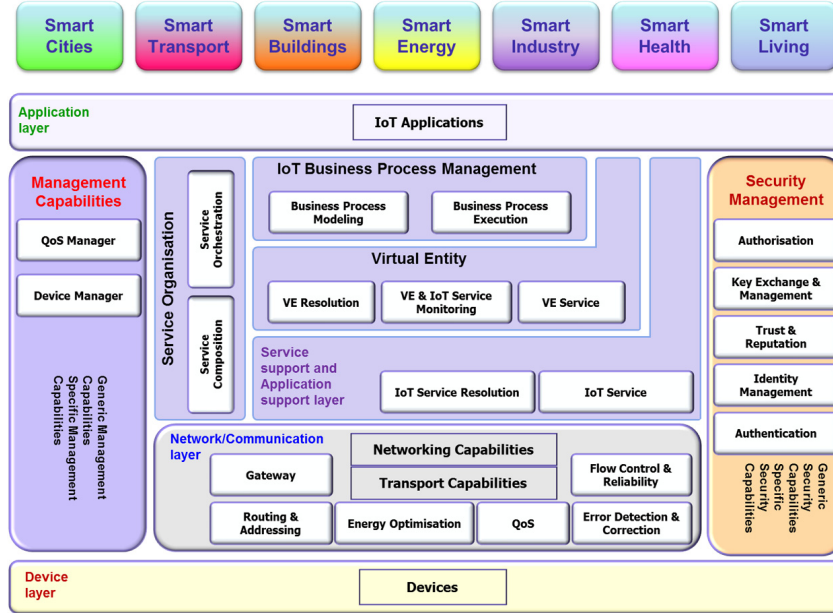 Smart
Cities
Smart
Transport
Smart
Buildings
Smart
Energy
Smart
Industry
Smart
Health
Smart
Living
Application
layer
IoT Applications
Management
Capabilities
QoS Manager
Device Manager
Generic Management
Capabilities
Specific Management
Capabilities
Service Organisation
Service
Orchestration
Service
Composition
IoT Business Process Management
Business Process
Modeling
Business Process
Execution
Virtual Entity
VE Resolution
VE & IoT Service
Monitoring
VE Service
Service
support and
Application
support layer
IoT Service Resolution
IoT Service
Network/Communication
layer
Networking Capabilities
Transport Capabilities
Gateway
Flow Control &
Reliability
Routing &
Addressing
Energy Optimisation
QoS
Error Detection &
Correction
Security
Management
Authorisation
Key Exchange &
Management
Trust &
Reputation
Identity
Management
Authentication
Generic
Security
Capabilities
Specific
Security
Capabilities
Device
layer
Devices